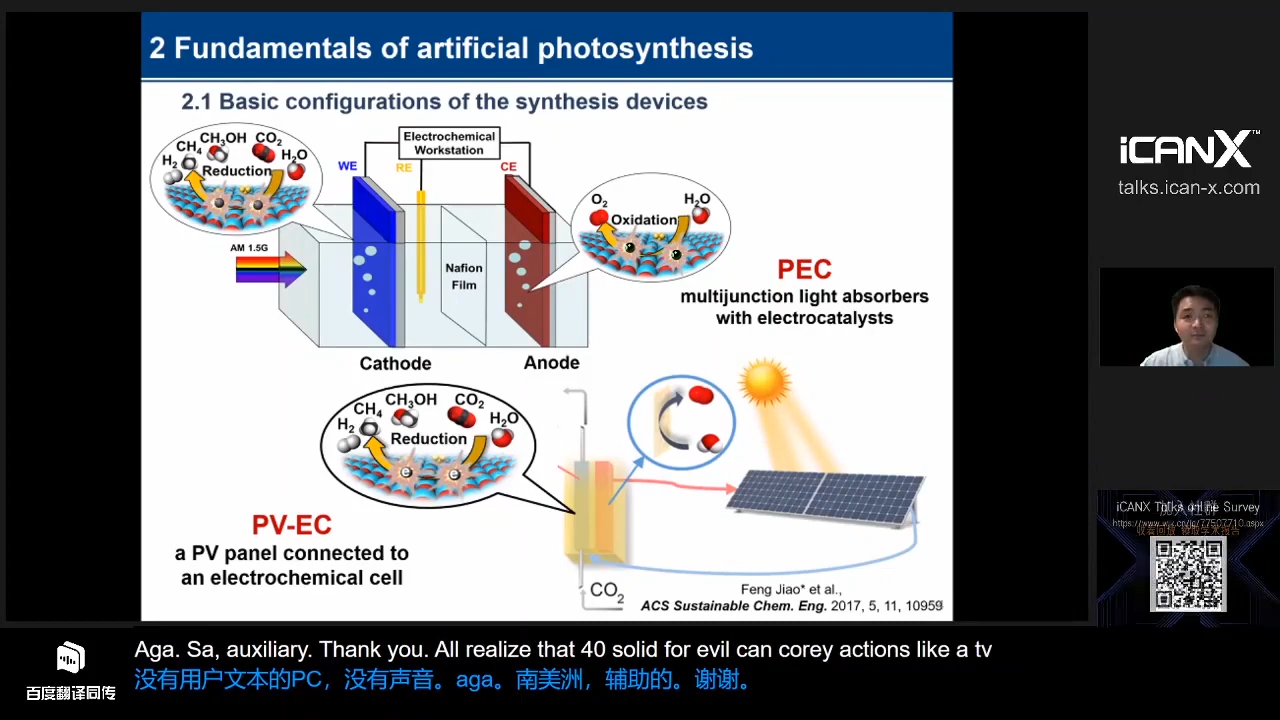 2 Fundamentals of artificial photosynthesis
2.1 Basic configurations of the synthesis devices
Electrochemical
Workstation
WE
RE
CE
H2
CH4
CH3OH
CO2
H2O
Reduction
O2
H2O
Oxidation
AM 1.5G
Nafion
Film
Cathode
Anode
PEC
multijunction light absorbers
with electrocatalysts
H2
CH4
CH3OH
CO2
H2O
Reduction
e
e
PV-EC
a PV panel connected to
an electrochemical cell
CO2
Feng Jiao* et al.,
ACS Sustainable Chem. Eng. 2017, 5, 11, 10959
iCANX™
talks.ican-x.com
iCANX Talks online Survey
百度翻译同传
Aga. Sa, auxiliary. Thank you. All realize that 40 solid for evil can corey actions like a tv
没有用户文本的PC，没有声音。aga。南美洲，辅助的。谢谢。